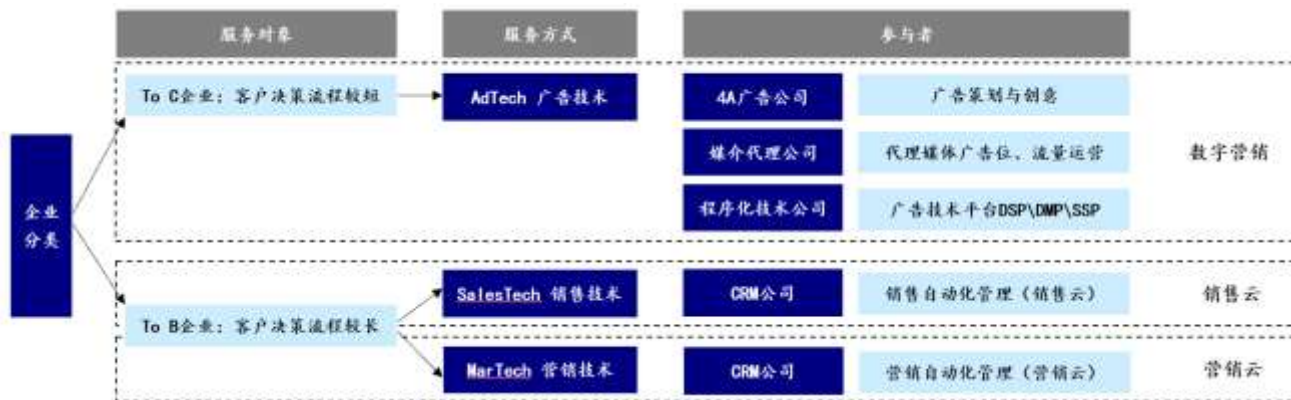 服务对象
服务方式
参与者
To C企业：客户决策流程较短
AdTech 广告技术
4A广告公司
广告策划与创意
媒介代理公司
代理媒体广告位、流量运营
数字营销
程序化技术公司
广告技术平台DSP\DMP\SSP
企业
分类
To B企业：客户决策流程较长
SalesTech 销售技术
CRM公司
销售自动化管理（销售云）
销售云
MarTech 营销技术
CRM公司
营销自动化管理（营销云）
营销云